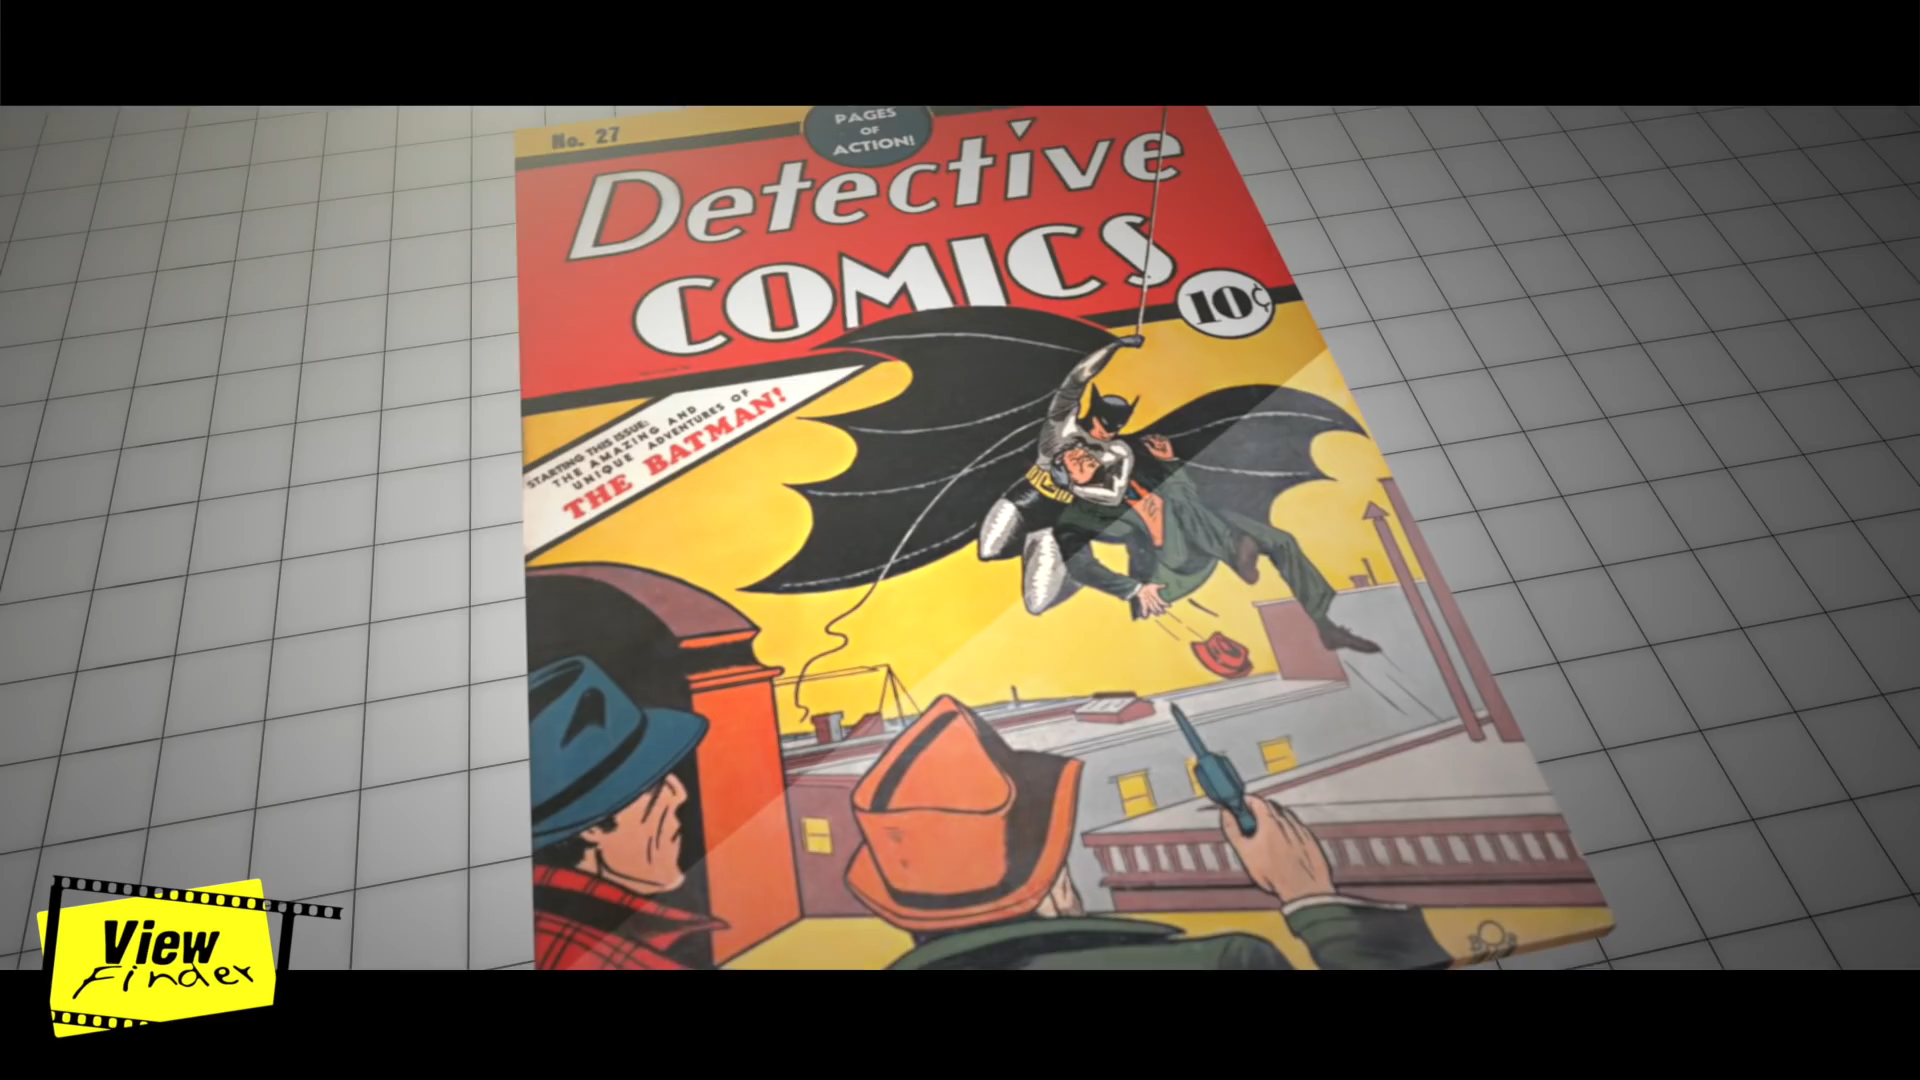 No. 27
PAGES
OF
ACTION!
Detective
COMICS
10¢
STARTING THIS ISSUE:
THE AMAZING AND
UNIQUE ADVENTURES OF
THE BATMAN!
View
Finder